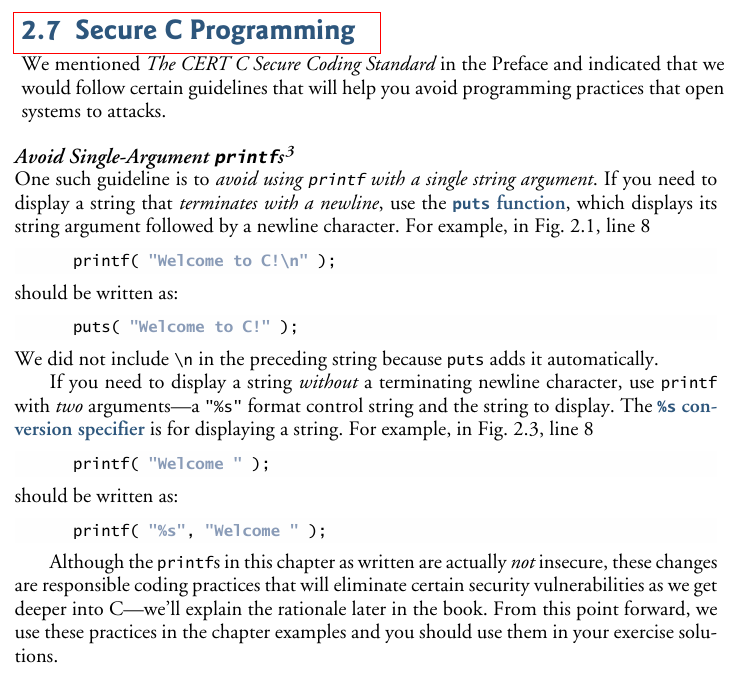 2.7 Secure C Programming
We mentioned The CERT C Secure Coding Standard in the Preface and indicated that we
would follow certain guidelines that will help you avoid programming practices that open
systems to attacks.
Avoid Single-Argument printfs3
One such guideline is to avoid using printf with a single string argument. If you need to
display a string that terminates with a newline, use the puts function, which displays its
string argument followed by a newline character. For example, in Fig. 2.1, line 8
printf( "Welcome to C!\n" );
should be written as:
puts( "Welcome to C!" );
We did not include \n in the preceding string because puts adds it automatically.
If you need to display a string without a terminating newline character, use printf
with two arguments—a "%s" format control string and the string to display. The %s con-
version specifier is for displaying a string. For example, in Fig. 2.3, line 8
printf( "Welcome " );
should be written as:
printf( "%s", "Welcome " );
Although the printfs in this chapter as written are actually not insecure, these changes
are responsible coding practices that will eliminate certain security vulnerabilities as we get
deeper into C—we'll explain the rationale later in the book. From this point forward, we
use these practices in the chapter examples and you should use them in your exercise solu-
tions.